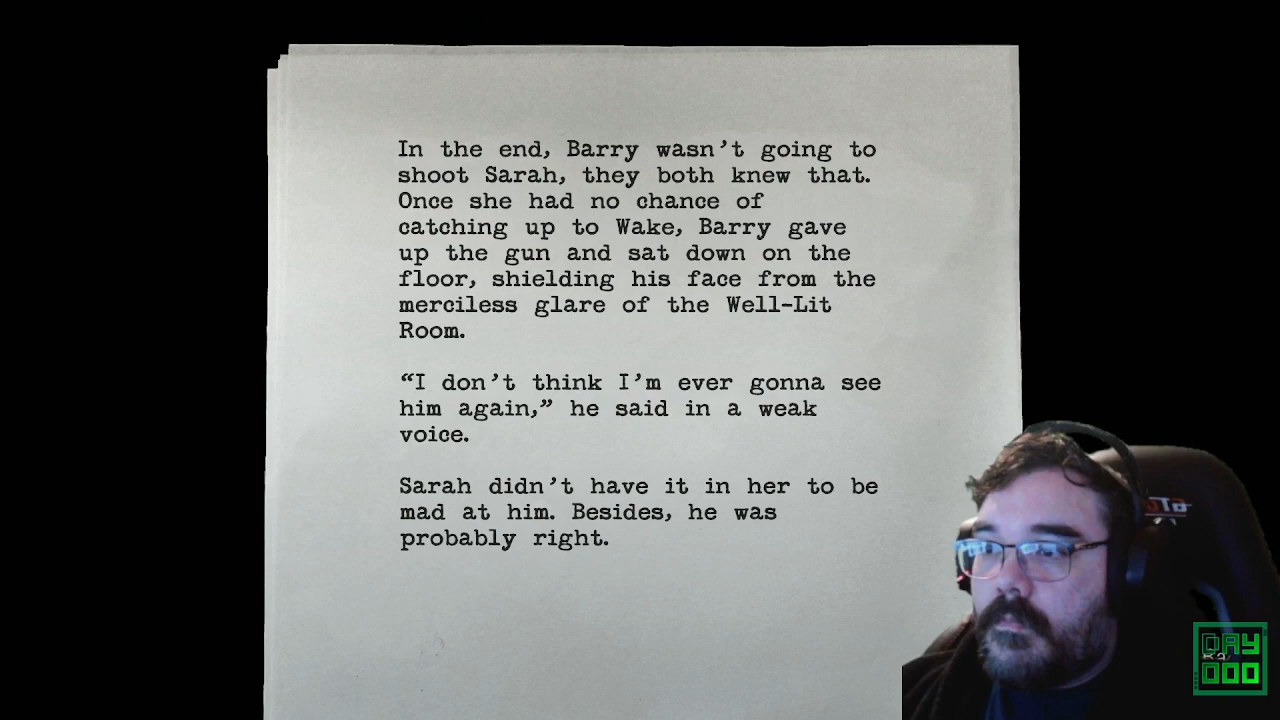 In the end, Barry wasn't going to
shoot Sarah, they both knew that.
Once she had no chance of
catching up to Wake, Barry gave
up the gun and sat down on the
floor, shielding his face from the
merciless glare of the Well-Lit
Room.
“I don't think I'm ever gonna see
him again,” he said in a weak
voice.
Sarah didn't have it in her to be
mad at him. Besides, he was
probably right.
DAY
000